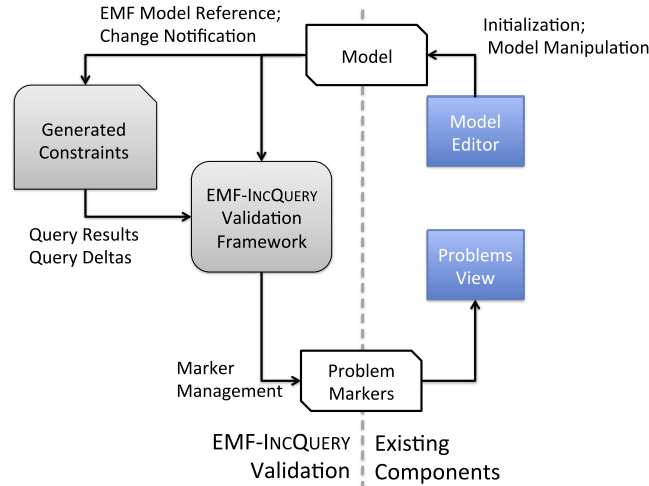 EMF Model Reference;
Change Notification
Initialization;
Model Manipulation
Model
Generated
Constraints
Model
Editor
EMF-INCQUERY
Validation
Framework
Query Results
Query Deltas
Problems
View
Marker
Management
Problem
Markers
EMF-INCQUERY
Validation
Existing
Components